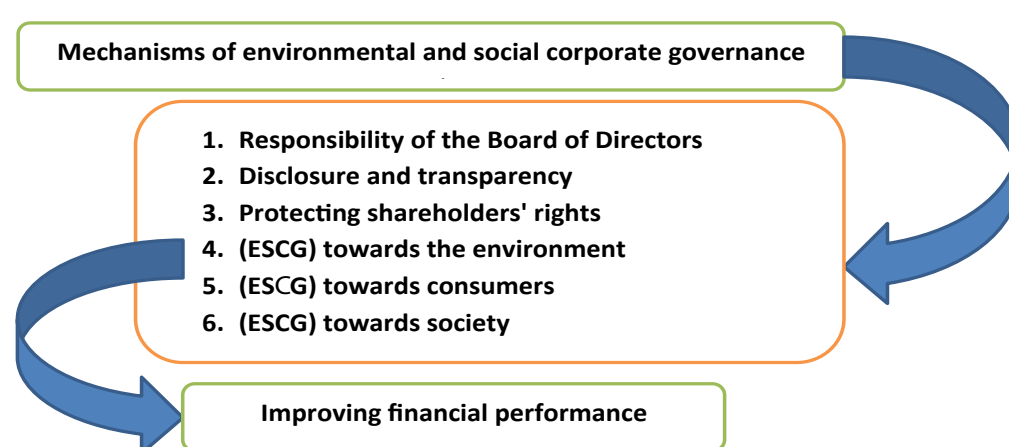 Mechanisms of environmental and social corporate governance
1. Responsibility of the Board of Directors
2. Disclosure and transparency
3. Protecting shareholders' rights
4. (ESCG) towards the environment
5. (ESCG) towards consumers
6. (ESCG) towards society
Improving financial performance